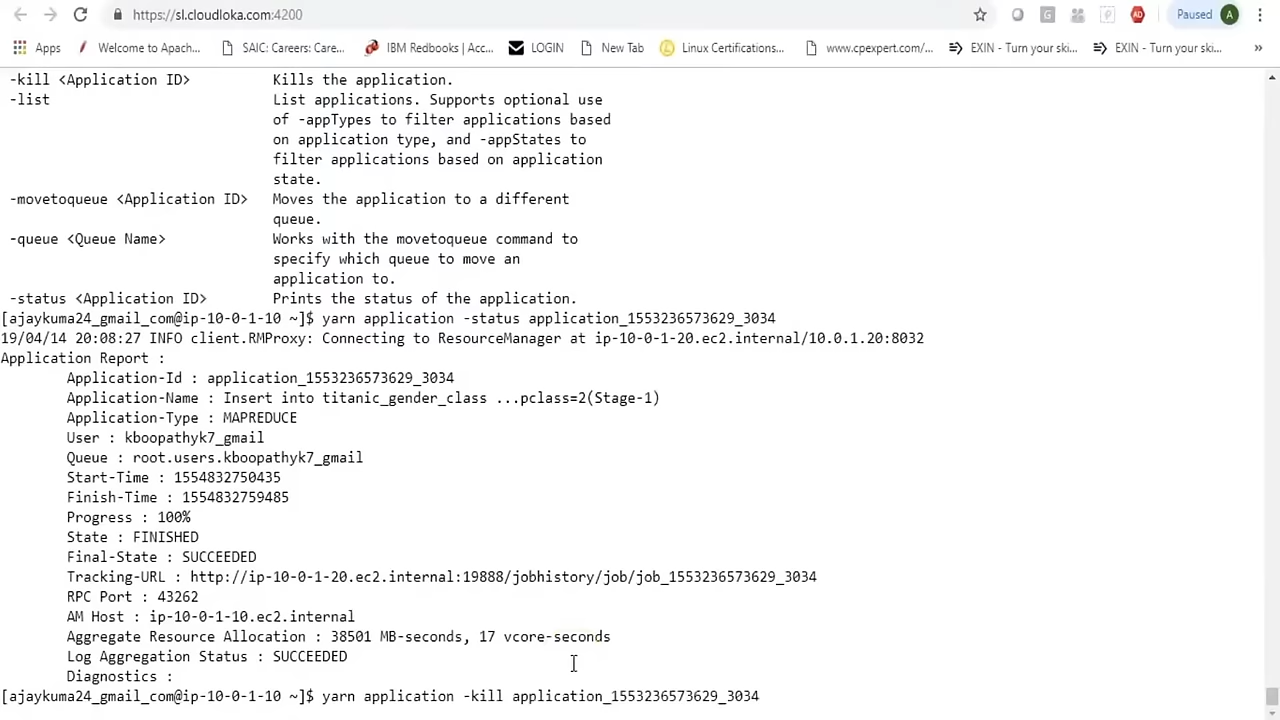 https://sl.cloudloka.com:4200
Paused
A
Apps
Welcome to Apach...
SAIC: Careers: Care...
IBM Redbooks | Acc...
LOGIN
New Tab
Linux Certifications...
www.cpexpert.com/...
EXIN - Turn your ski...
EXIN - Turn your ski...
»
-kill <Application ID> Kills the application.
-list List applications. Supports optional use
of -appTypes to filter applications based
on application type, and -appStates to
filter applications based on application
state.
-movetoqueue <Application ID> Moves the application to a different
queue.
-queue <Queue Name> Works with the movetoqueue command to
specify which queue to move an
application to.
-status <Application ID> Prints the status of the application.
[ajaykuma24_gmail_com@ip-10-0-1-10 ~]$ yarn application -status application_1553236573629_3034
19/04/14 20:08:27 INFO client.RMProxy: Connecting to ResourceManager at ip-10-0-1-20.ec2.internal/10.0.1.20:8032
Application Report :
Application-Id : application_1553236573629_3034
Application-Name : Insert into titanic_gender_class ...pclass=2(Stage-1)
Application-Type : MAPREDUCE
User : kboopathyk7_gmail
Queue : root.users.kboopathyk7_gmail
Start-Time : 1554832750435
Finish-Time : 1554832759485
Progress : 100%
State : FINISHED
Final-State : SUCCEEDED
Tracking-URL : http://ip-10-0-1-20.ec2.internal:19888/jobhistory/job/job_1553236573629_3034
RPC Port : 43262
AM Host : ip-10-0-1-10.ec2.internal
Aggregate Resource Allocation : 38501 MB-seconds, 17 vcore-seconds
Log Aggregation Status : SUCCEEDED
Diagnostics :
[ajaykuma24_gmail_com@ip-10-0-1-10 ~]$ yarn application -kill application_1553236573629_3034